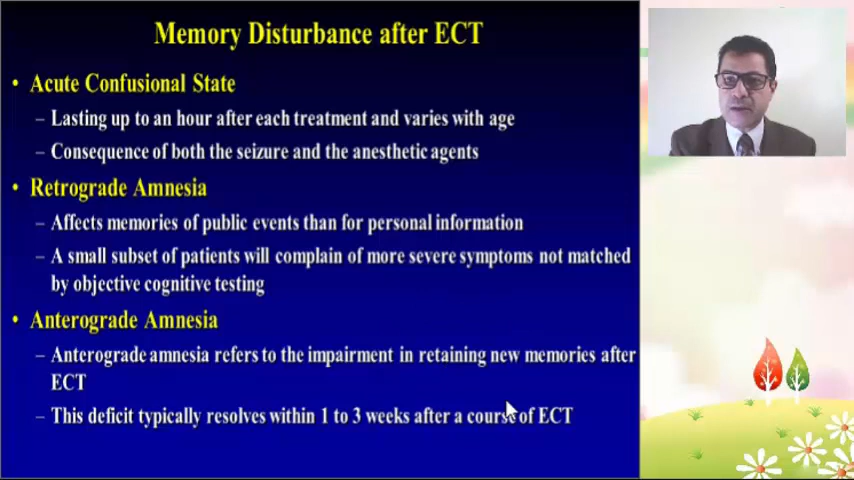 Memory Disturbance after ECT
• Acute Confusional State
– Lasting up to an hour after each treatment and varies with age
– Consequence of both the seizure and the anesthetic agents
• Retrograde Amnesia
– Affects memories of public events than for personal information
– A small subset of patients will complain of more severe symptoms not matched
by objective cognitive testing
• Anterograde Amnesia
– Anterograde amnesia refers to the impairment in retaining new memories after
ECT
– This deficit typically resolves within 1 to 3 weeks after a course of ECT